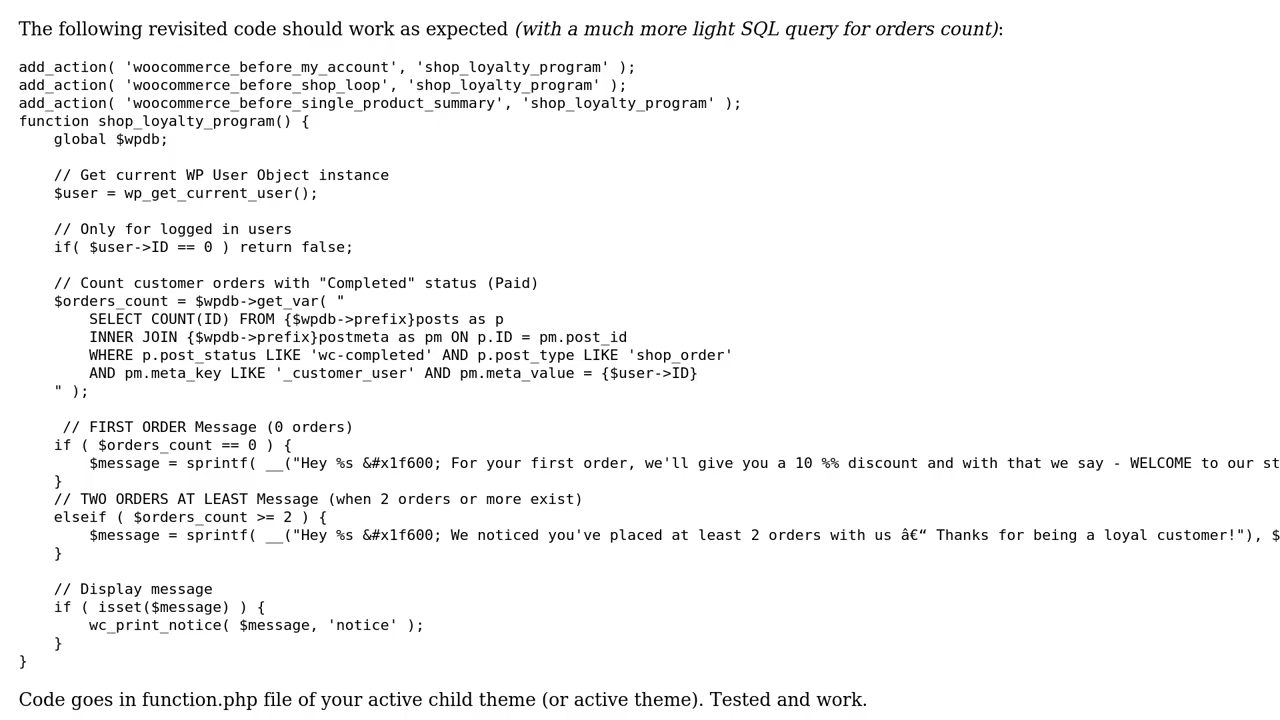 The following revisited code should work as expected (with a much more light SQL query for orders count):
add_action( 'woocommerce_before_my_account', 'shop_loyalty_program' );
add_action( 'woocommerce_before_shop_loop', 'shop_loyalty_program' );
add_action( 'woocommerce_before_single_product_summary', 'shop_loyalty_program' );
function shop_loyalty_program() {
    global $wpdb;

    // Get current WP User Object instance
    $user = wp_get_current_user();

    // Only for logged in users
    if( $user->ID == 0 ) return false;

    // Count customer orders with "Completed" status (Paid)
    $orders_count = $wpdb->get_var( "
        SELECT COUNT(ID) FROM {$wpdb->prefix}posts as p
        INNER JOIN {$wpdb->prefix}postmeta as pm ON p.ID = pm.post_id
        WHERE p.post_status LIKE 'wc-completed' AND p.post_type LIKE 'shop_order'
        AND pm.meta_key LIKE '_customer_user' AND pm.meta_value = {$user->ID}
    " );

     // FIRST ORDER Message (0 orders)
    if ( $orders_count == 0 ) {
        $message = sprintf( __("Hey %s &#x1f600; For your first order, we'll give you a 10 %% discount and with that we say - WELCOME to our st
    }
    // TWO ORDERS AT LEAST Message (when 2 orders or more exist)
    elseif ( $orders_count >= 2 ) {
        $message = sprintf( __("Hey %s &#x1f600; We noticed you've placed at least 2 orders with us â€“ Thanks for being a loyal customer!"), $
    }

    // Display message
    if ( isset($message) ) {
        wc_print_notice( $message, 'notice' );
    }
}
Code goes in function.php file of your active child theme (or active theme). Tested and work.